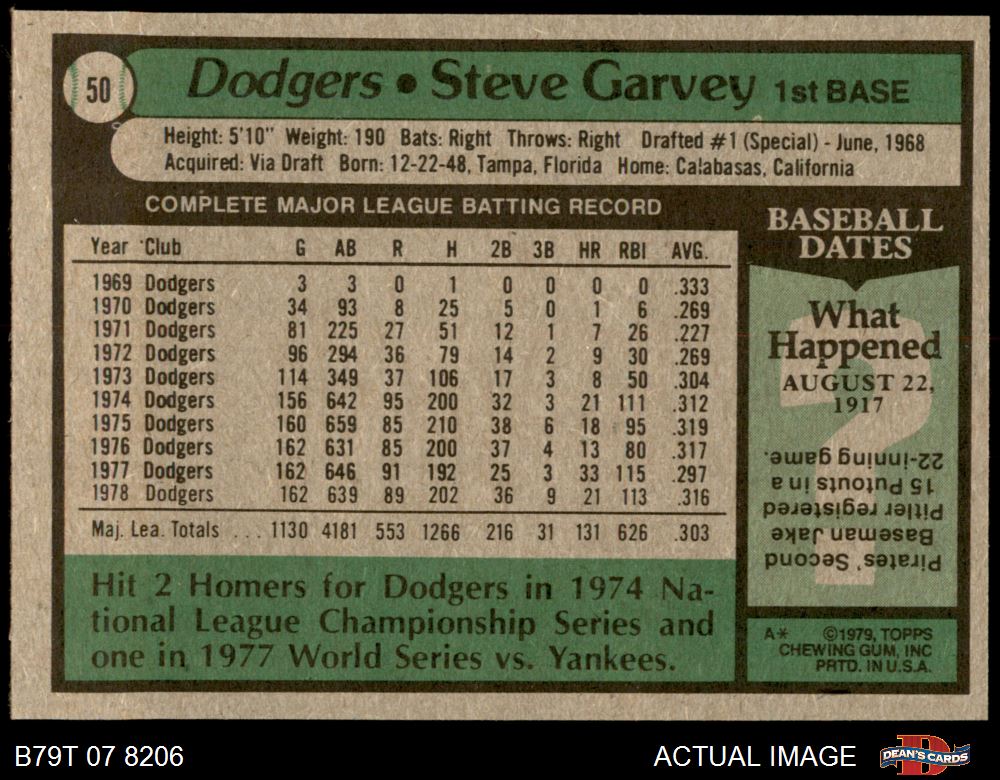 50
Dodgers • Steve Garvey 1st BASE
Height: 5'10" Weight: 190 Bats: Right Throws: Right Drafted #1 (Special) - June, 1968
Acquired: Via Draft Born: 12-22-48, Tampa, Florida Home: Calabasas, California
COMPLETE MAJOR LEAGUE BATTING RECORD
Year Club G AB R H 2B 3B HR RBI AVG.
1969 Dodgers 3 3 0 1 0 0 0 0 .333
1970 Dodgers 34 93 8 25 5 0 1 6 .269
1971 Dodgers 81 225 27 51 12 1 7 26 .227
1972 Dodgers 96 294 36 79 14 2 9 30 .269
1973 Dodgers 114 349 37 106 17 3 8 50 .304
1974 Dodgers 156 642 95 200 32 3 21 111 .312
1975 Dodgers 160 659 85 210 38 6 18 95 .319
1976 Dodgers 162 631 85 200 37 4 13 80 .317
1977 Dodgers 162 646 91 192 25 3 33 115 .297
1978 Dodgers 162 639 89 202 36 9 21 113 .316
Maj. Lea. Totals ... 1130 4181 553 1266 216 31 131 626 .303
Hit 2 Homers for Dodgers in 1974 Na-
tional League Championship Series and
one in 1977 World Series vs. Yankees.
BASEBALL
DATES
What
Happened
AUGUST 22,
1917
Pirates' Second
Baseman Jake
Pitler registered
15 Putouts in a
22-inning game.
A* ©1979, TOPPS
CHEWING GUM, INC
PRTD. IN U.S.A.
B79T 07 8206
ACTUAL IMAGE
D
DEAN'S CARDS